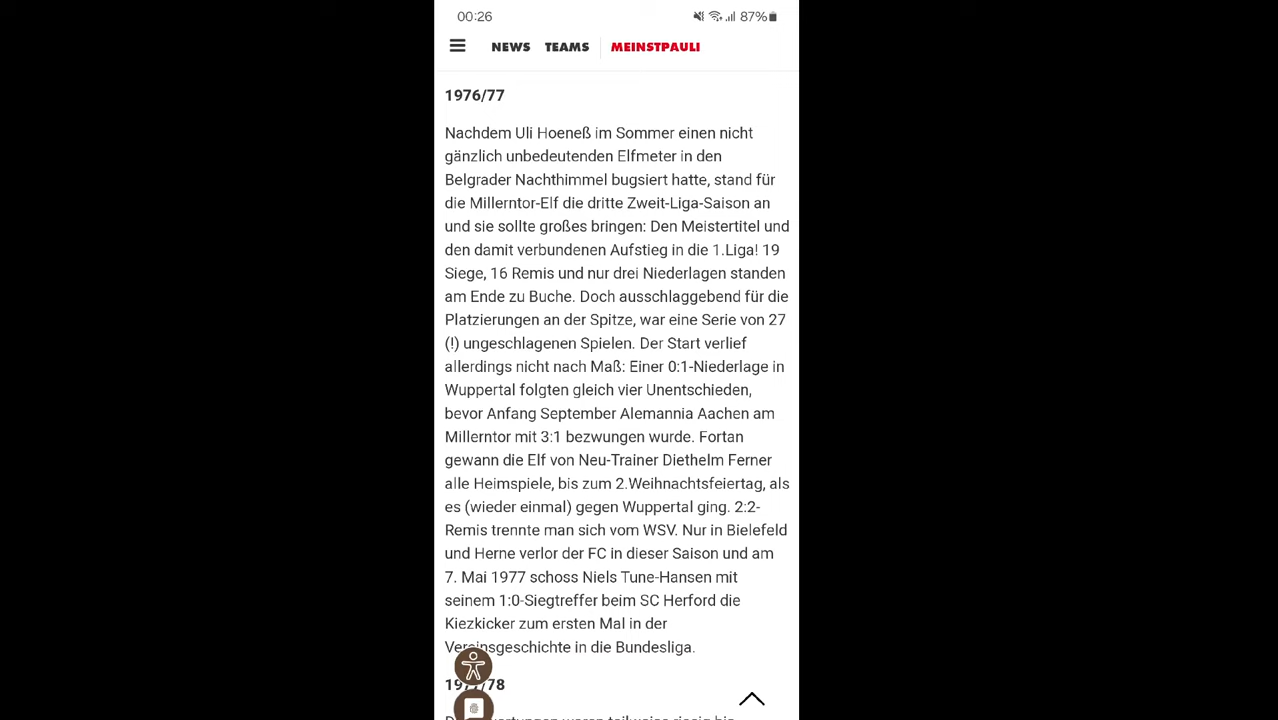 00:26
87%
NEWS TEAMS MEINSTPAULI
1976/77
Nachdem Uli Hoeneß im Sommer einen nicht
gänzlich unbedeutenden Elfmeter in den
Belgrader Nachthimmel bugsiert hatte, stand für
die Millerntor-Elf die dritte Zweit-Liga-Saison an
und sie sollte großes bringen: Den Meistertitel und
den damit verbundenen Aufstieg in die 1.Liga! 19
Siege, 16 Remis und nur drei Niederlagen standen
am Ende zu Buche. Doch ausschlaggebend für die
Platzierungen an der Spitze, war eine Serie von 27
(!) ungeschlagenen Spielen. Der Start verlief
allerdings nicht nach Maß: Einer 0:1-Niederlage in
Wuppertal folgten gleich vier Unentschieden,
bevor Anfang September Alemannia Aachen am
Millerntor mit 3:1 bezwungen wurde. Fortan
gewann die Elf von Neu-Trainer Diethelm Ferner
alle Heimspiele, bis zum 2.Weihnachtsfeiertag, als
es (wieder einmal) gegen Wuppertal ging. 2:2-
Remis trennte man sich vom WSV. Nur in Bielefeld
und Herne verlor der FC in dieser Saison und am
7. Mai 1977 schoss Niels Tune-Hansen mit
seinem 1:0-Siegtreffer beim SC Herford die
Kiezkicker zum ersten Mal in der
Vereinsgeschichte in die Bundesliga.
1977/78